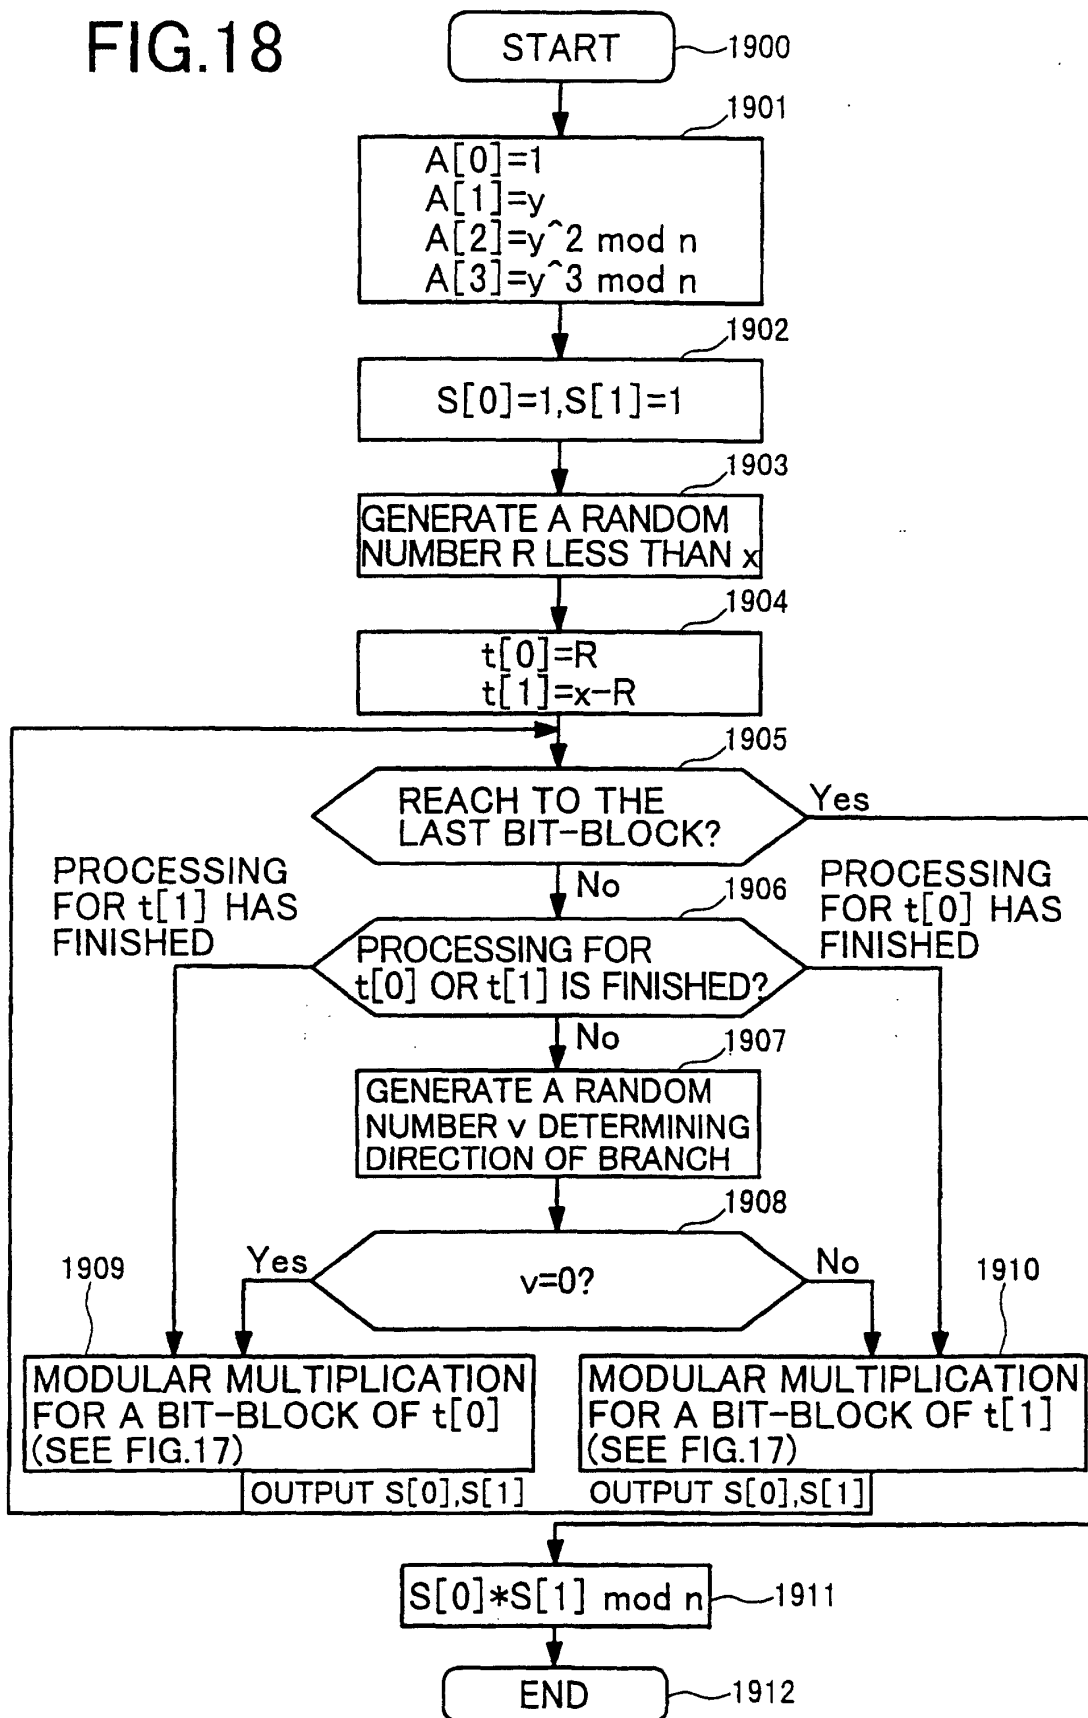 FIG.18
START
1900
1901
A[0]=1
A[1]=y
A[2]=y^2 mod n
A[3]=y^3 mod n
1902
S[0]=1,S[1]=1
1903
GENERATE A RANDOM
NUMBER R LESS THAN x
1904
t[0]=R
t[1]=x-R
1905
REACH TO THE
LAST BIT-BLOCK?
Yes
No
1906
PROCESSING
FOR t[1] HAS
FINISHED
PROCESSING
FOR t[0] HAS
FINISHED
PROCESSING FOR
t[0] OR t[1] IS FINISHED?
No
1907
GENERATE A RANDOM
NUMBER v DETERMINING
DIRECTION OF BRANCH
1908
v=0?
Yes
No
1909
1910
MODULAR MULTIPLICATION
FOR A BIT-BLOCK OF t[0]
(SEE FIG.17)
MODULAR MULTIPLICATION
FOR A BIT-BLOCK OF t[1]
(SEE FIG.17)
OUTPUT S[0],S[1]
OUTPUT S[0],S[1]
S[0]*S[1] mod n
1911
END
1912